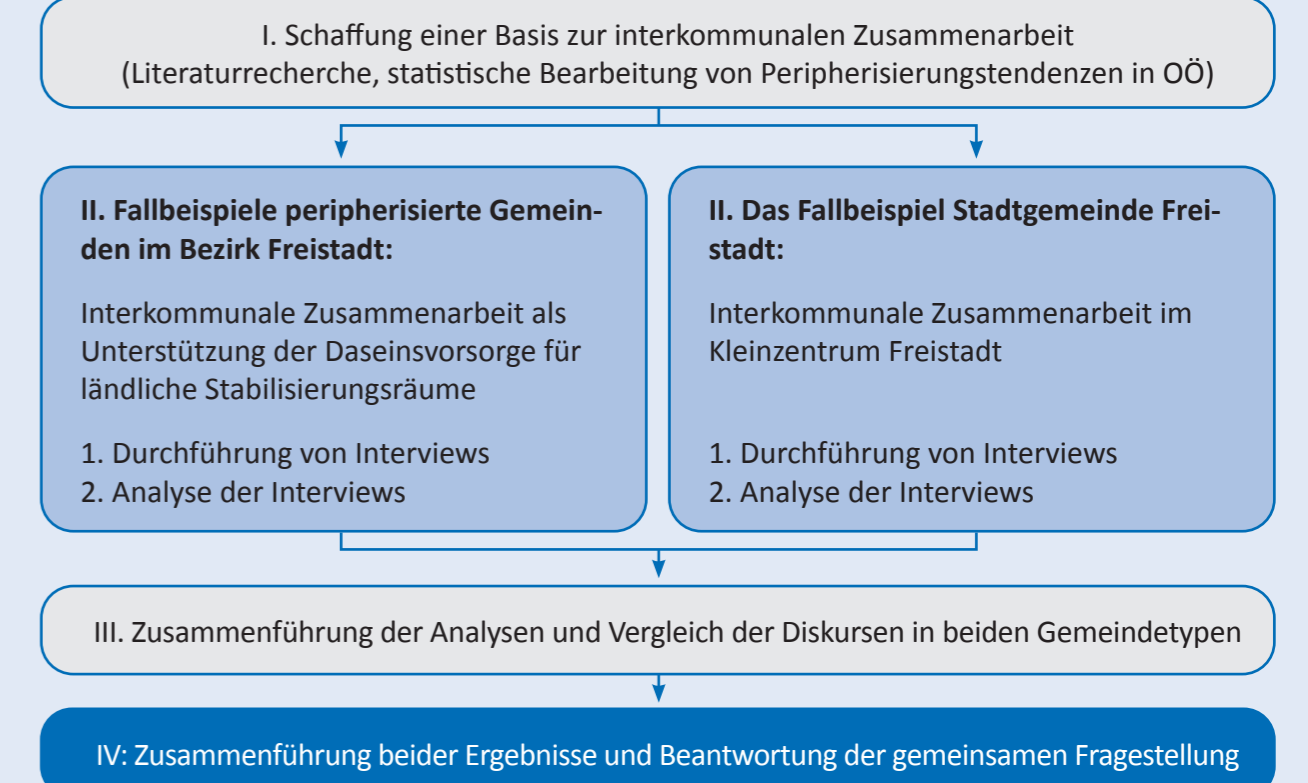 I. Schaffung einer Basis zur interkommunalen Zusammenarbeit
(Literaturrecherche, statistische Bearbeitung von Peripherisierungstendenzen in OÖ)
II. Fallbeispiele peripherisierte Gemein-
den im Bezirk Freistadt:
Interkommunale Zusammenarbeit als
Unterstützung der Daseinsvorsorge für
ländliche Stabilisierungsräume
1. Durchführung von Interviews
2. Analyse der Interviews
II. Das Fallbeispiel Stadtgemeinde Frei-
stadt:
Interkommunale Zusammenarbeit im
Kleinzentrum Freistadt
1. Durchführung von Interviews
2. Analyse der Interviews
III. Zusammenführung der Analysen und Vergleich der Diskursen in beiden Gemeindetypen
IV: Zusammenführung beider Ergebnisse und Beantwortung der gemeinsamen Fragestellung